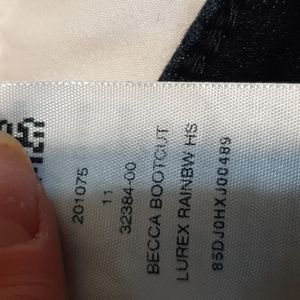 201075
11
32384-00
BECCA BOOTCUT
LUREX RAINBW HS
85DJ0HXJ00489